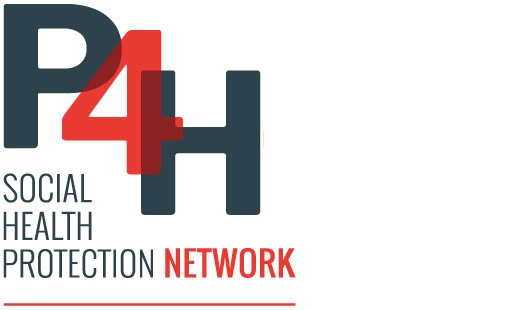 P4H
SOCIAL
HEALTH
PROTECTION NETWORK